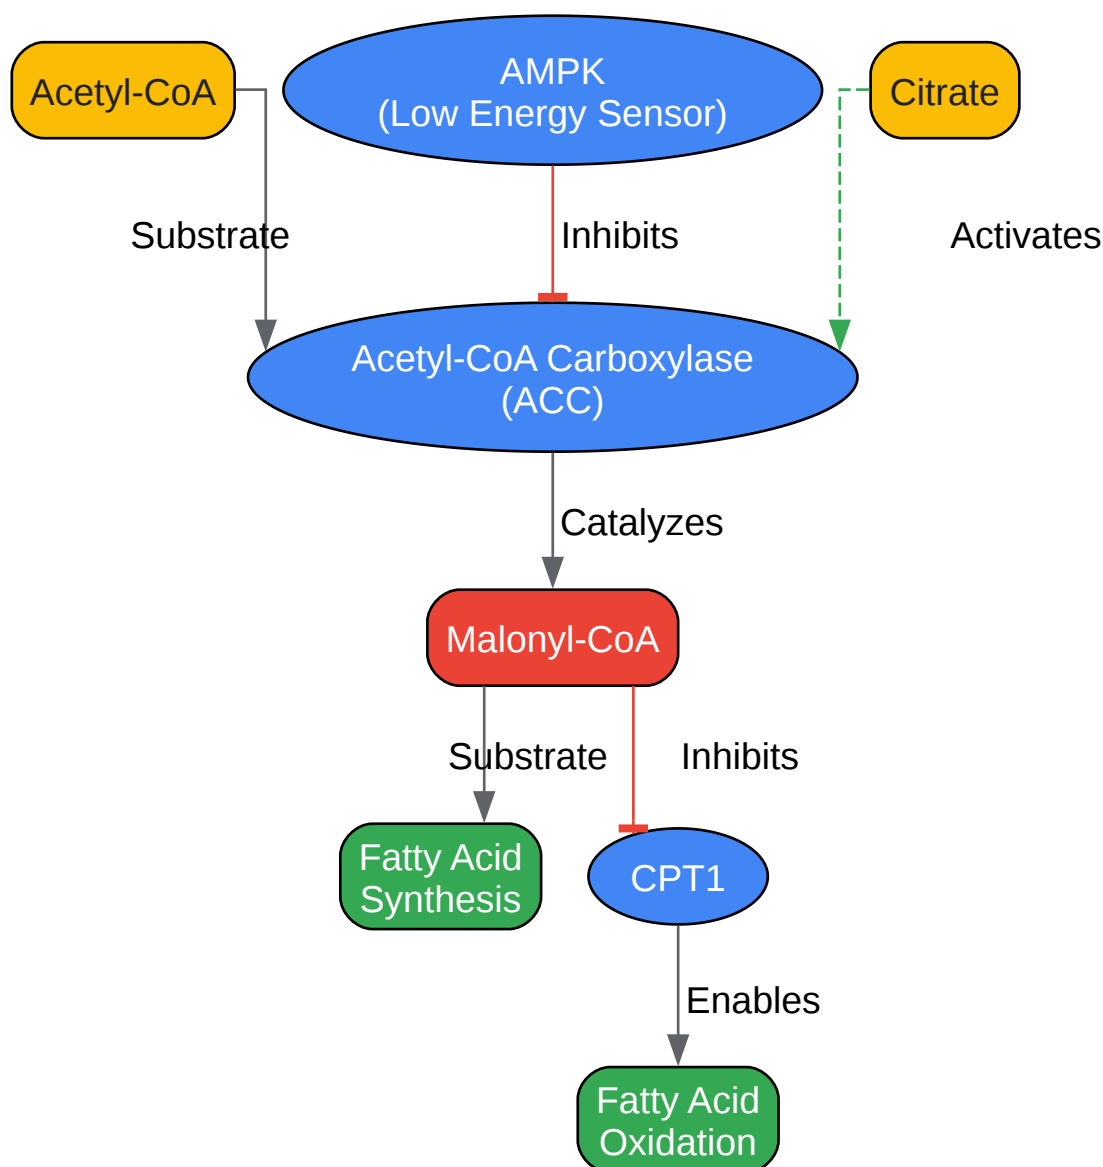 Acetyl-CoA
AMPK
(Low Energy Sensor)
Citrate
Substrate
Inhibits
Activates
Acetyl-CoA Carboxylase
(ACC)
Catalyzes
Malonyl-CoA
Substrate
Inhibits
Fatty Acid
Synthesis
CPT1
Enables
Fatty Acid
Oxidation